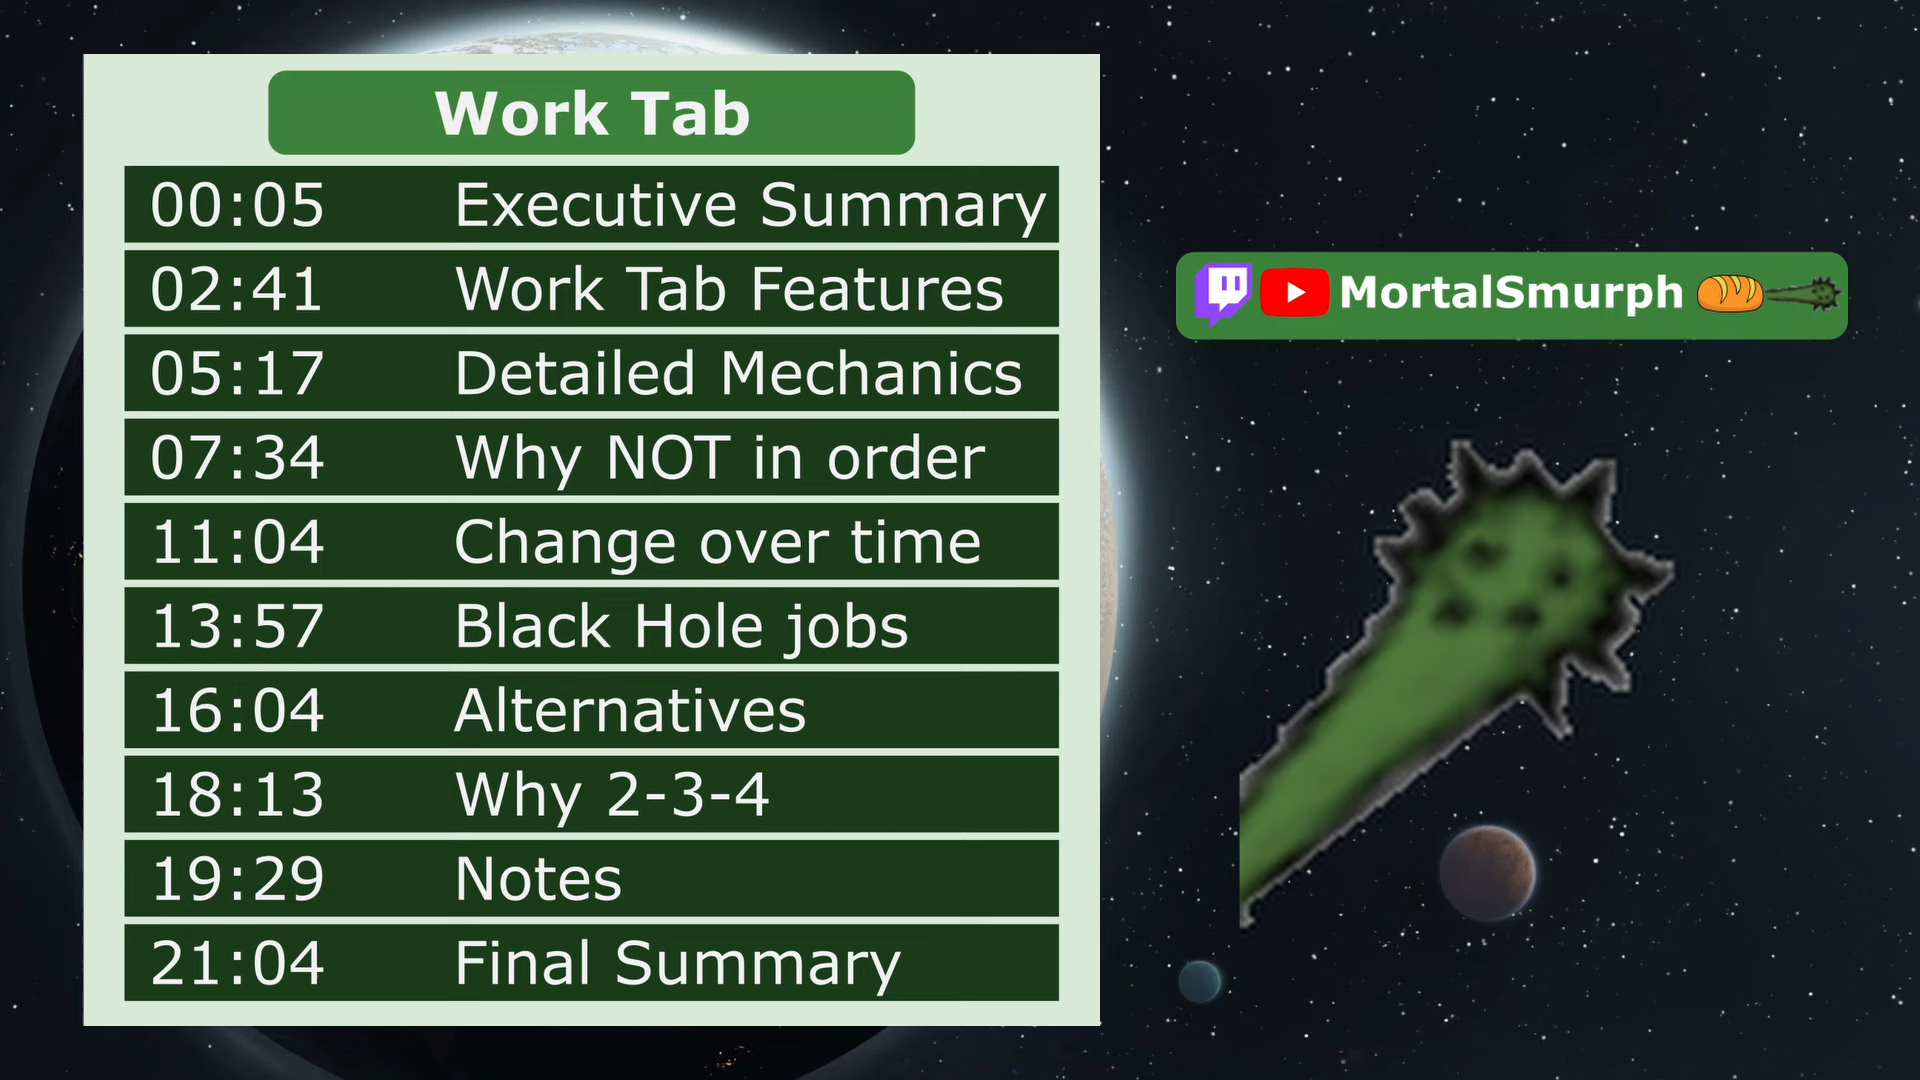 Work Tab
00:05 Executive Summary
02:41 Work Tab Features
05:17 Detailed Mechanics
07:34 Why NOT in order
11:04 Change over time
13:57 Black Hole jobs
16:04 Alternatives
18:13 Why 2-3-4
19:29 Notes
21:04 Final Summary
MortalSmurph